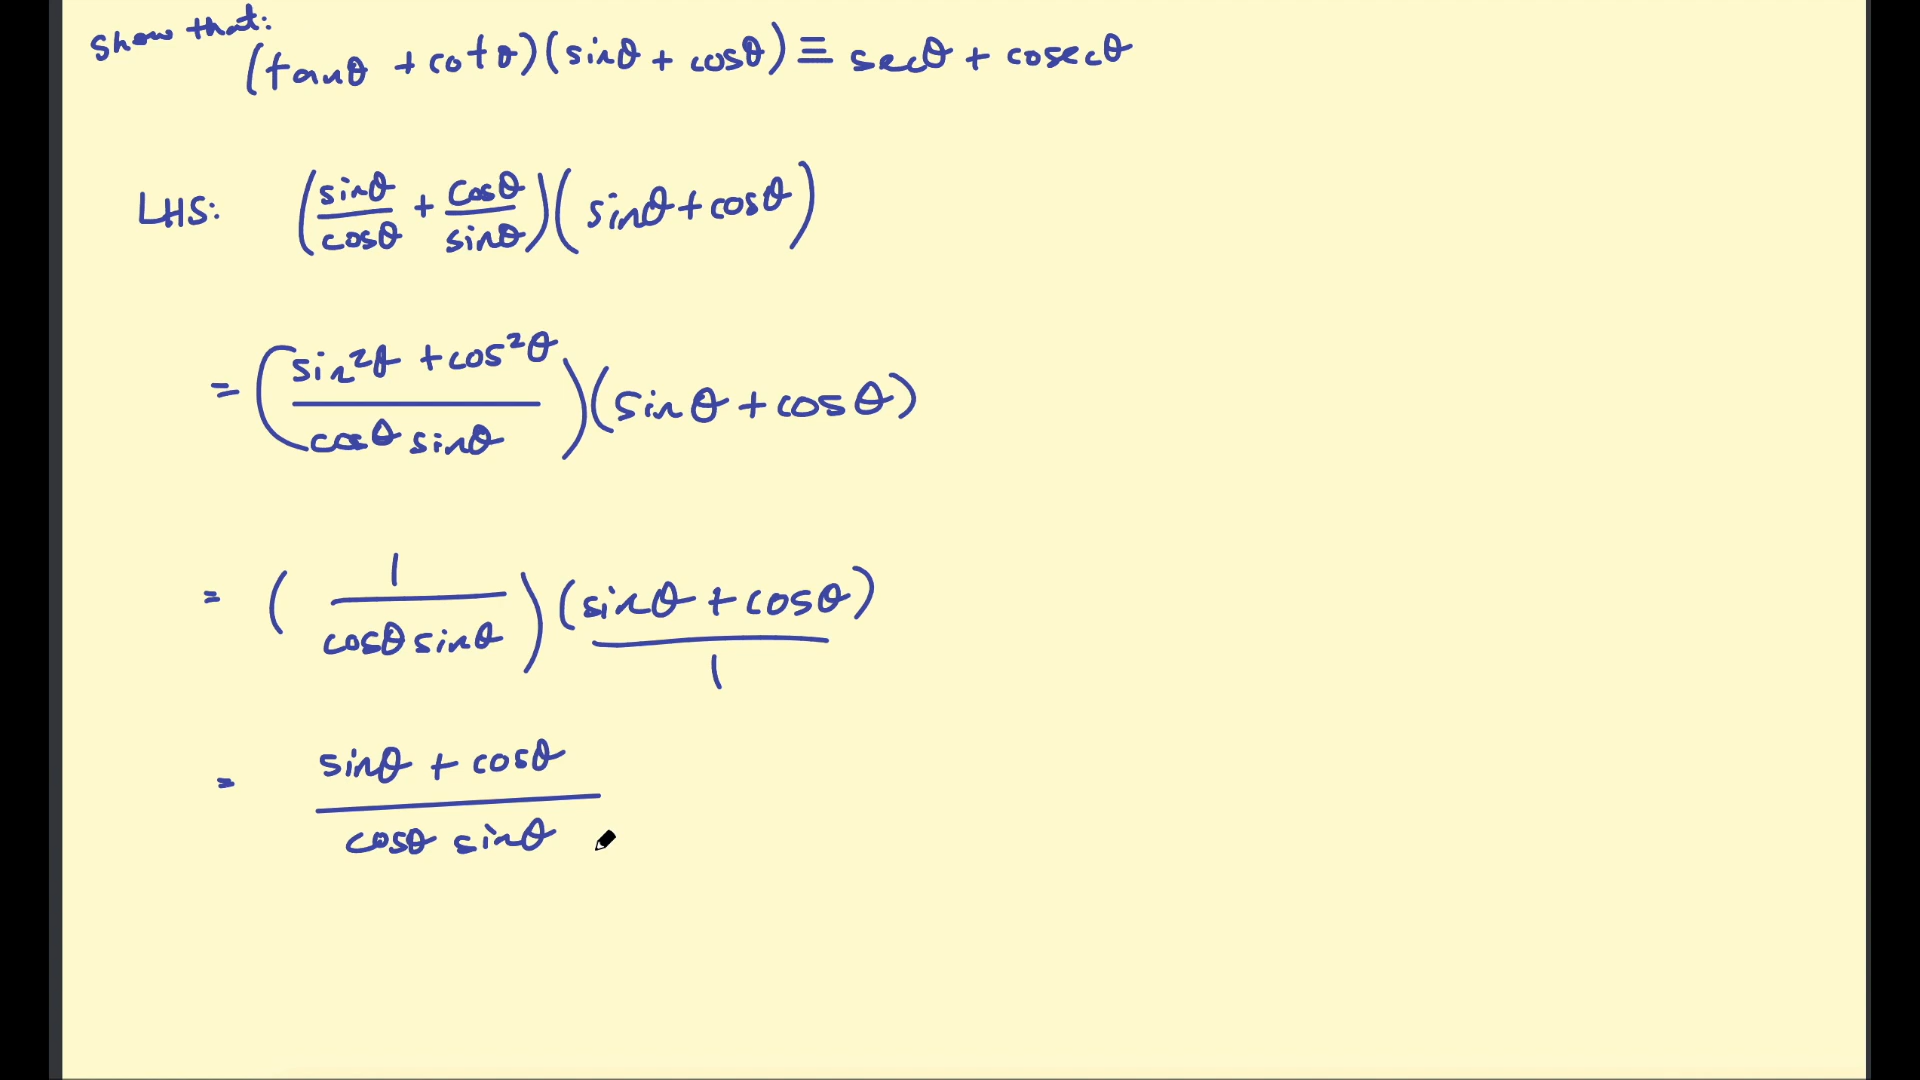 Show that:
(tanθ + cotθ)(sinθ + cosθ) ≡ secθ + cosecθ
LHS: (sinθ/cosθ + cosθ/sinθ)(sinθ + cosθ)
= (sin²θ + cos²θ / cosθ sinθ)(sinθ + cosθ)
= (1 / cosθ sinθ) (sinθ + cosθ) / 1
= sinθ + cosθ / cosθ sinθ